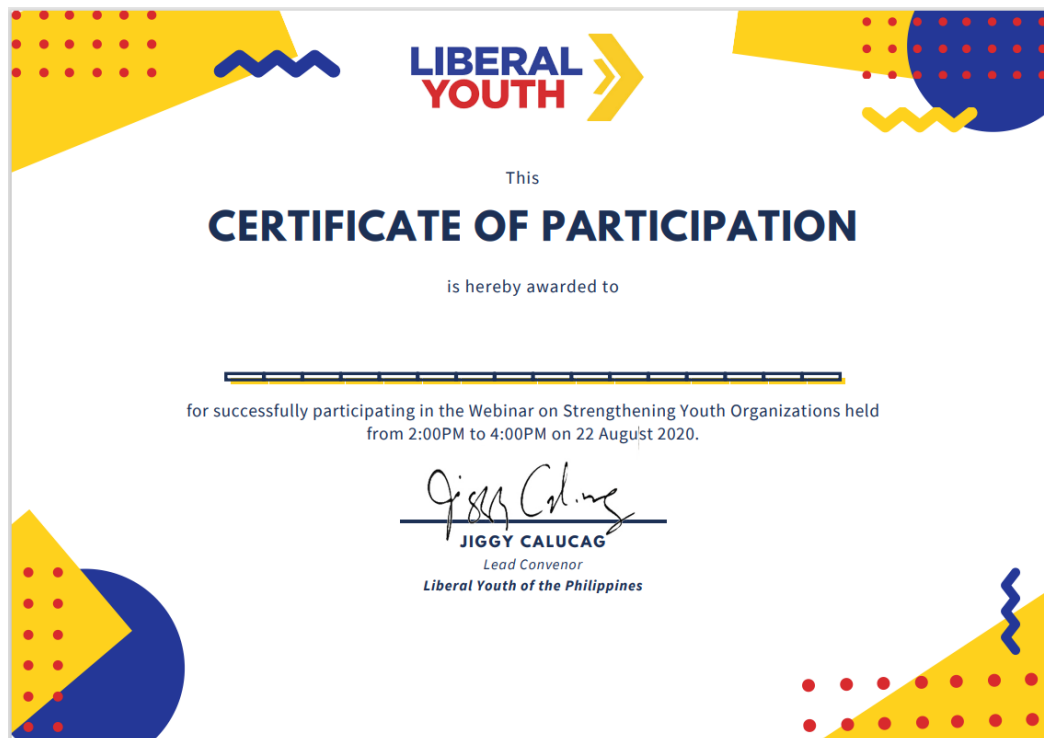 LIBERAL
YOUTH
This
CERTIFICATE OF PARTICIPATION
is hereby awarded to
for successfully participating in the Webinar on Strengthening Youth Organizations held
from 2:00PM to 4:00PM on 22 August 2020.
JIGGY CALUCAG
Lead Convenor
Liberal Youth of the Philippines